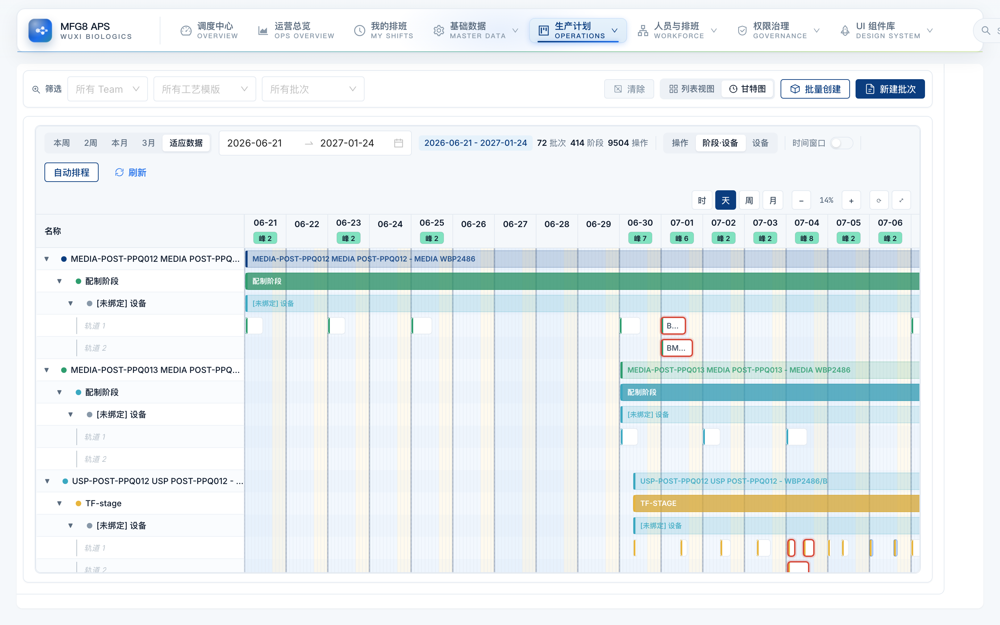 MFG8 APS
WUXI BIOLOGICS
调度中心
OVERVIEW
运营总览
OPS OVERVIEW
我的排班
MY SHIFTS
基础数据
MASTER DATA
生产计划
OPERATIONS
人员与排班
WORKFORCE
权限治理
GOVERNANCE
UI 组件库
DESIGN SYSTEM
筛选
所有 Team
所有工艺模版
所有批次
清除
列表视图
甘特图
批量创建
新建批次
本周
2周
本月
3月
适应数据
2026-06-21
2027-01-24
2026-06-21 - 2027-01-24
72 批次 414 阶段 9504 操作
操作
阶段·设备
设备
时间窗口
自动排程
刷新
时
天
周
月
−
14%
+
名称
06-21
06-22
06-23
06-24
06-25
06-26
06-27
06-28
06-29
06-30
07-01
07-02
07-03
07-04
07-05
07-06
峰 2
峰 2
峰 2
峰 7
峰 6
峰 2
峰 2
峰 8
峰 2
峰 2
MEDIA-POST-PPQ012 MEDIA POST-PPQ...
MEDIA-POST-PPQ012 MEDIA POST-PPQ012 - MEDIA WBP2486
配制阶段
配制阶段
[未绑定] 设备
[未绑定] 设备
轨道 1
B...
轨道 2
BM...
MEDIA-POST-PPQ013 MEDIA POST-PPQ...
MEDIA-POST-PPQ013 MEDIA POST-PPQ013 - MEDIA WBP2486
配制阶段
配制阶段
[未绑定] 设备
[未绑定] 设备
轨道 1
轨道 2
USP-POST-PPQ012 USP POST-PPQ012 - ...
USP-POST-PPQ012 USP POST-PPQ012 - WBP2486/B
TF-stage
TF-STAGE
[未绑定] 设备
[未绑定] 设备
轨道 1
轨道 2